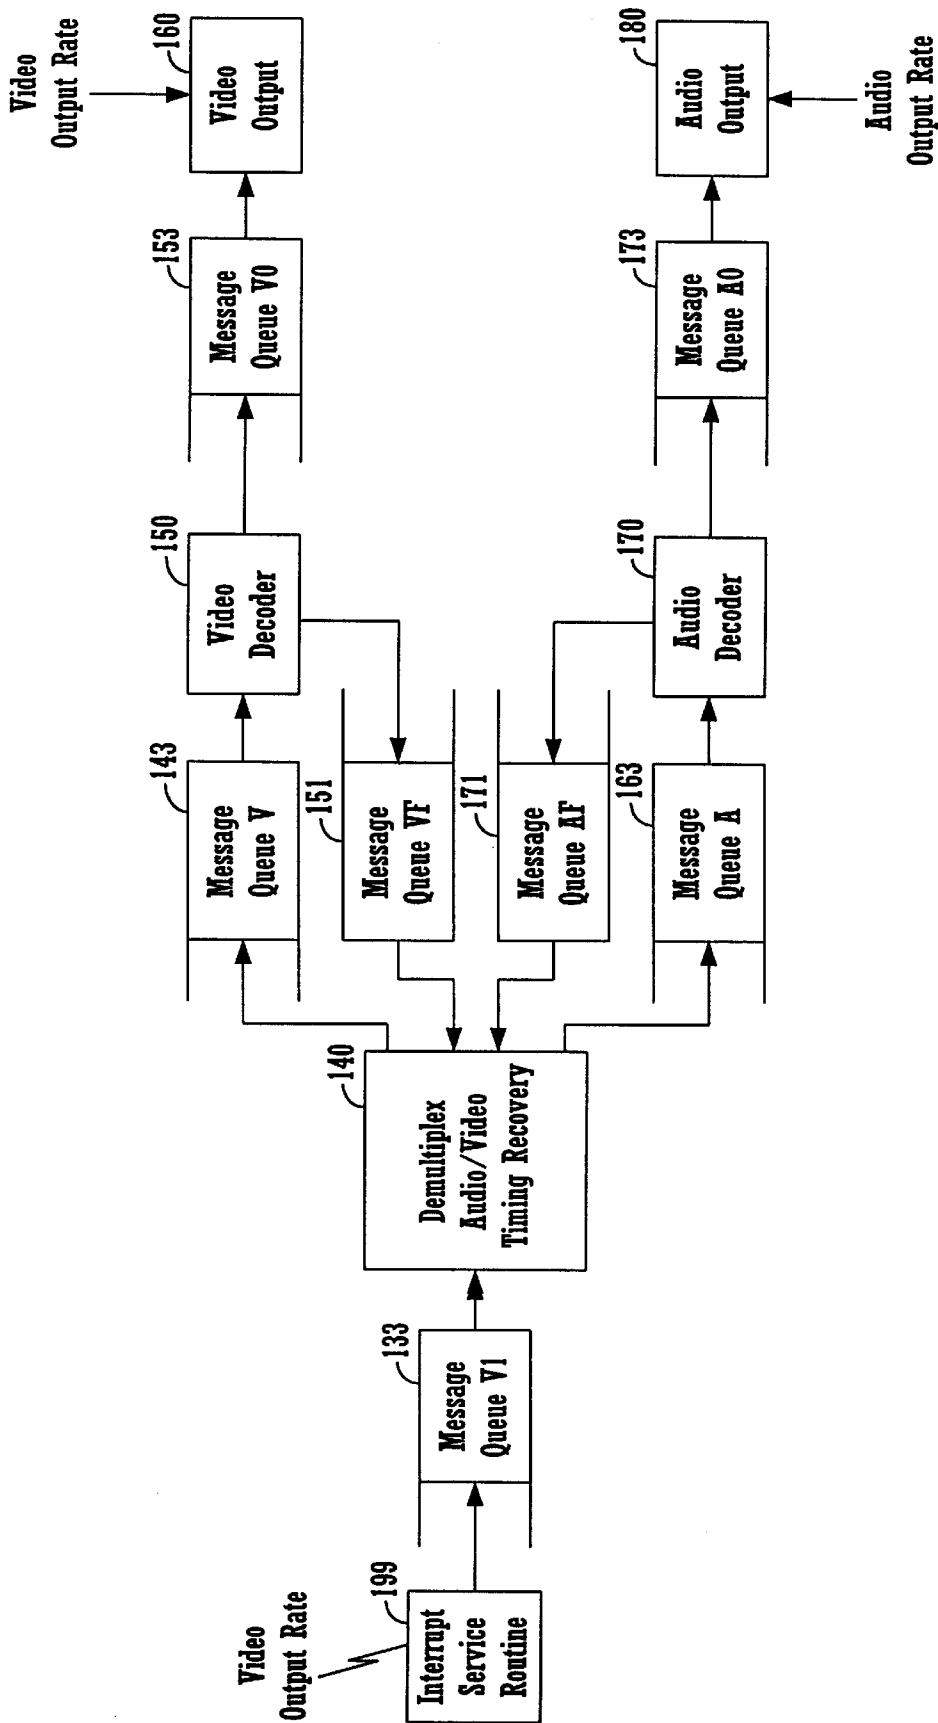 Video
Output Rate
143
Message
Queue V
150
Video
Decoder
153
Message
Queue V0
160
Video
Output
Video
Output Rate
199
Interrupt
Service
Routine
133
Message
Queue V1
140
Demultiplex
Audio/Video
Timing Recovery
151
Message
Queue VF
171
Message
Queue AF
163
Message
Queue A
170
Audio
Decoder
173
Message
Queue A0
180
Audio
Output
Audio
Output Rate